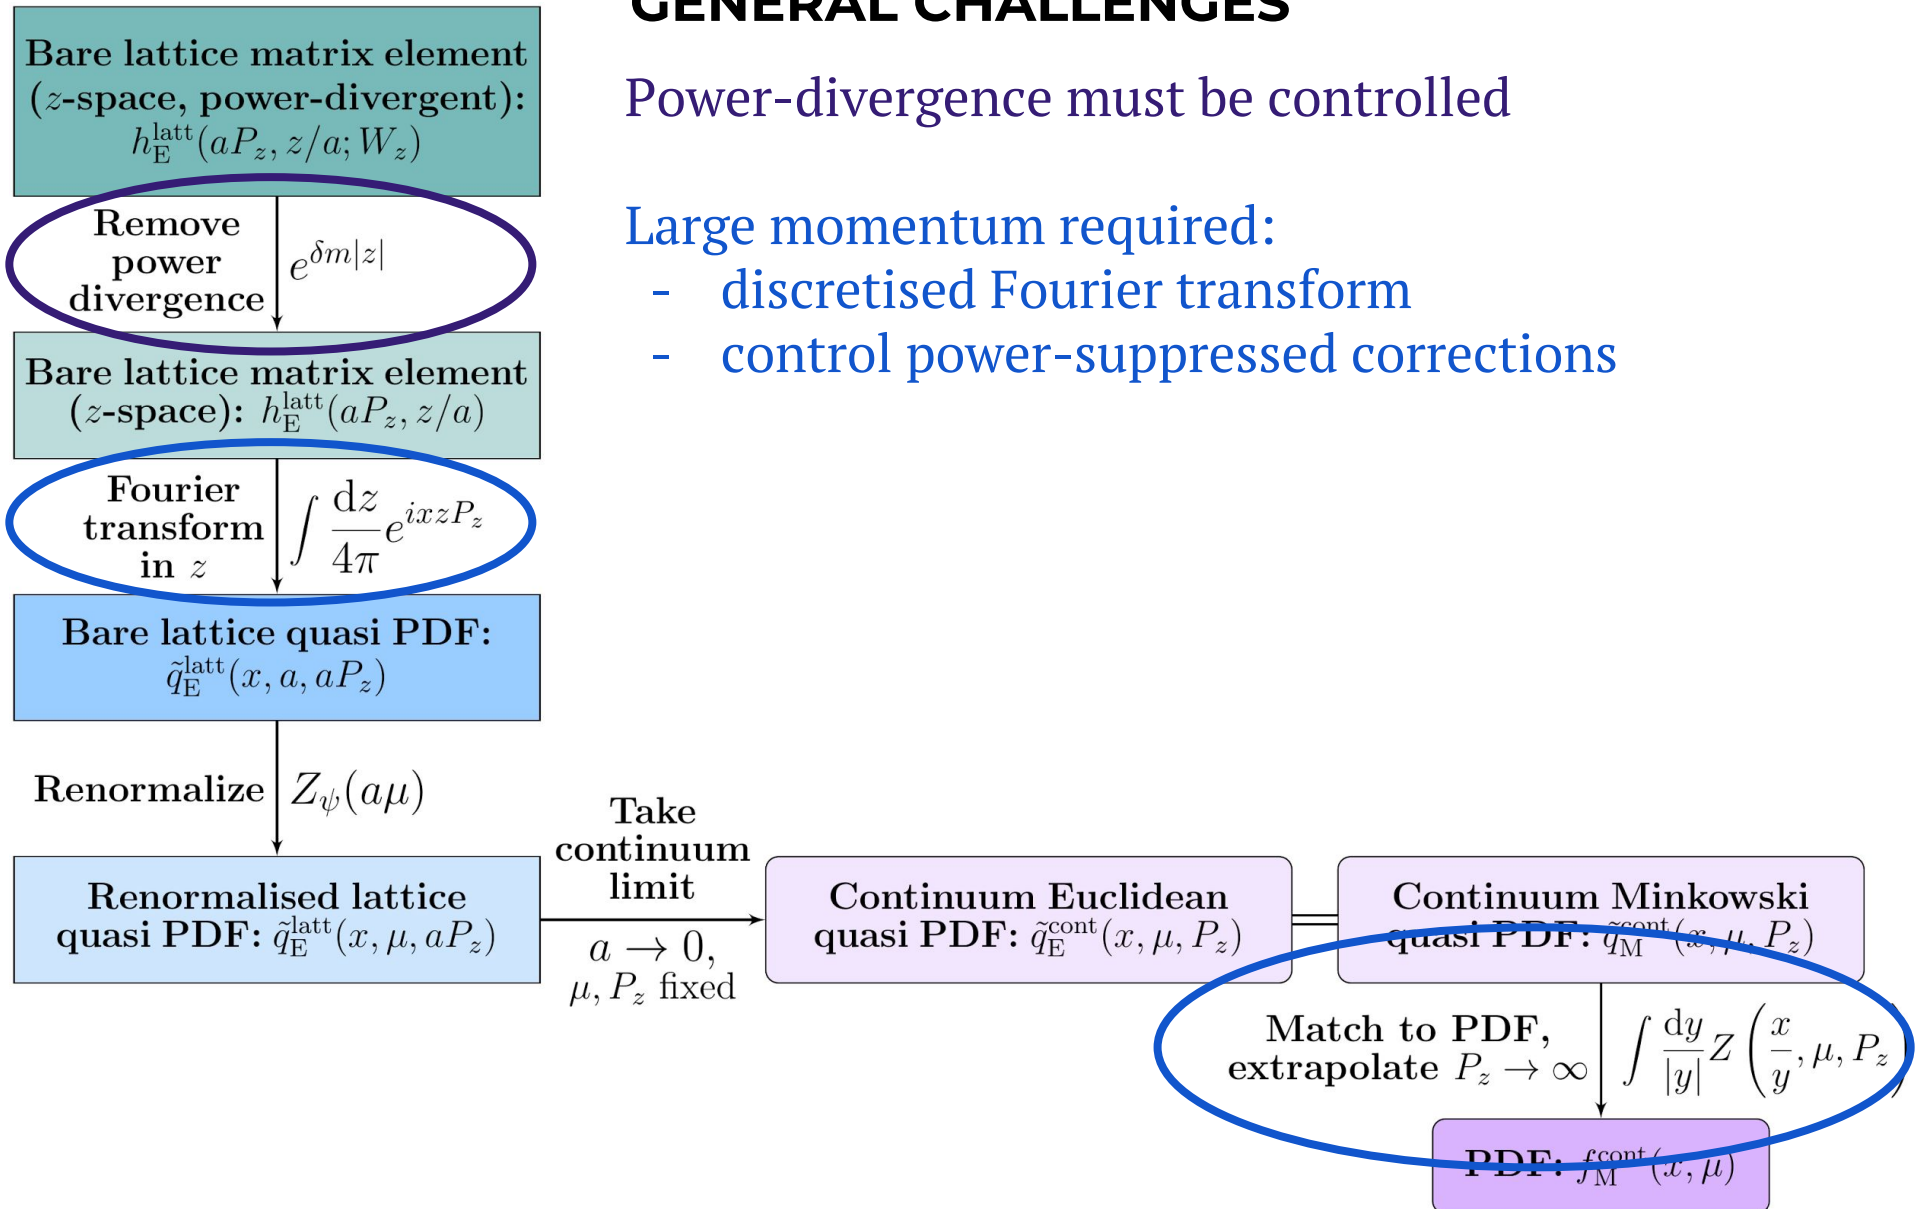 GENERAL CHALLENGES
Power-divergence must be controlled
Large momentum required:
- discretised Fourier transform
- control power-suppressed corrections
Bare lattice matrix element
(z-space, power-divergent):
h_E^latt(aP_z, z/a; W_z)
Remove
power
divergence
e^{δm|z|}
Bare lattice matrix element
(z-space): h_E^latt(aP_z, z/a)
Fourier
transform
in z
∫ dz/4π e^{ixzP_z}
Bare lattice quasi PDF:
q̃_E^latt(x, a, aP_z)
Renormalize
Z_ψ(aμ)
Renormalised lattice
quasi PDF: q̃_E^latt(x, μ, aP_z)
Take
continuum
limit
a → 0,
μ, P_z fixed
Continuum Euclidean
quasi PDF: q̃_E^cont(x, μ, P_z)
Continuum Minkowski
quasi PDF: q̃_M^cont(x, μ, P_z)
Match to PDF,
extrapolate P_z → ∞
∫ dy/|y| Z(x/y, μ, P_z)
PDF: f_M^cont(x, μ)